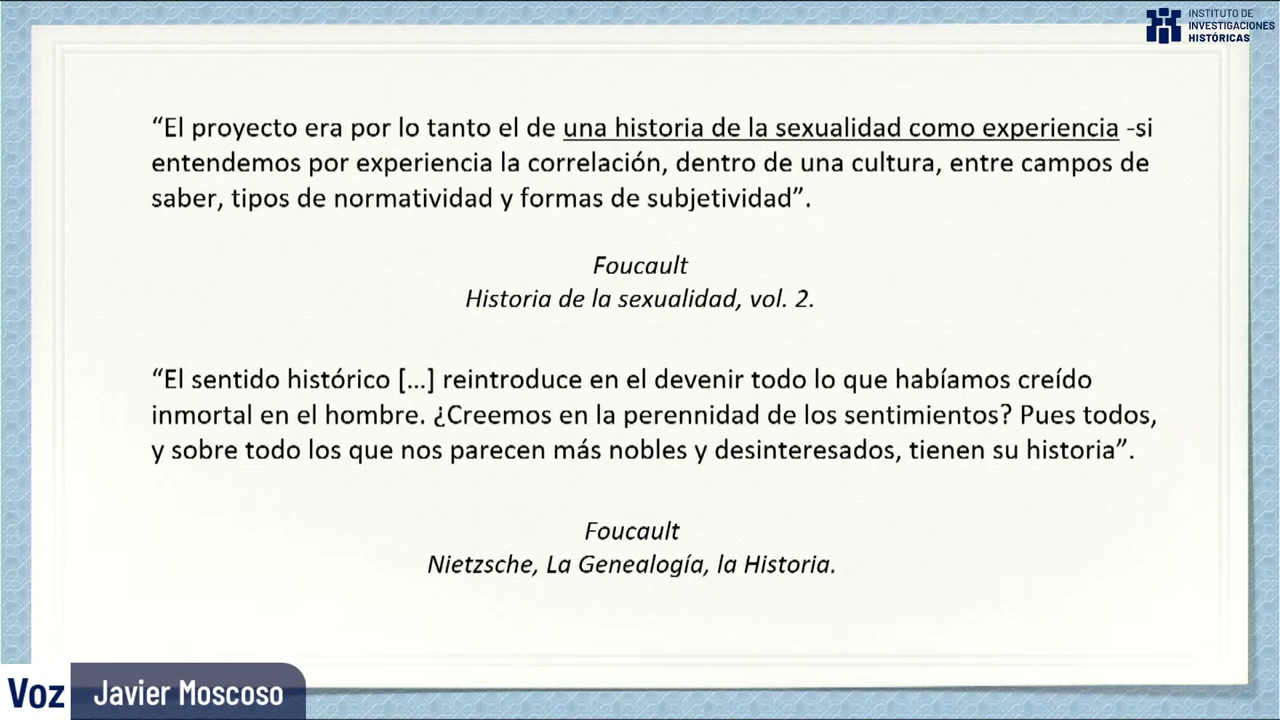 INSTITUTO DE
INVESTIGACIONES
HISTÓRICAS
“El proyecto era por lo tanto el de una historia de la sexualidad como experiencia -si
entendemos por experiencia la correlación, dentro de una cultura, entre campos de
saber, tipos de normatividad y formas de subjetividad”.
Foucault
Historia de la sexualidad, vol. 2.
“El sentido histórico [...] reintroduce en el devenir todo lo que habíamos creído
inmortal en el hombre. ¿Creemos en la perennidad de los sentimientos? Pues todos,
y sobre todo los que nos parecen más nobles y desinteresados, tienen su historia”.
Foucault
Nietzsche, La Genealogía, la Historia.
Voz Javier Moscoso